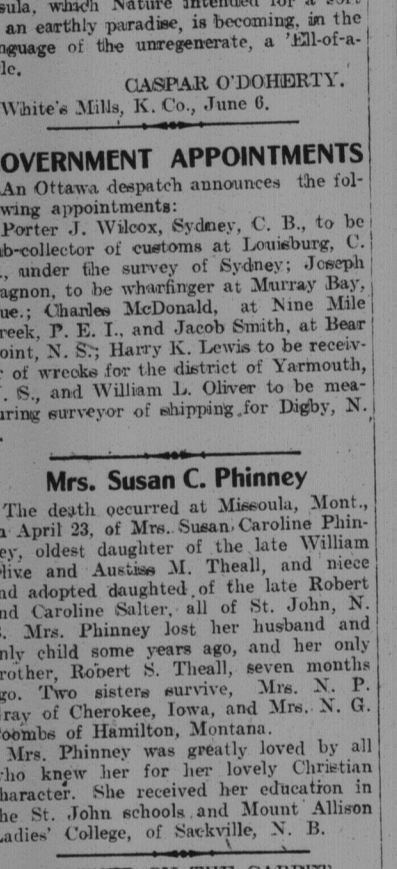 sula, which Nature intended for a sort
an earthly paradise, is becoming, in the
nguage of the unregenerate, a 'Ell-of-a-
le.
CASPAR O'DOHERTY.
White's Mills, K. Co., June 6.
OVERNMENT APPOINTMENTS
An Ottawa despatch announces the fol-
wing appointments:
Porter J. Wilcox, Sydney, C. B., to be
ub-collector of customs at Louisburg, C.
., under the survey of Sydney; Joseph
agnon, to be wharfinger at Murray Bay,
ue.; Charles McDonald, at Nine Mile
reek, P. E. I., and Jacob Smith, at Bear
oint, N. S.; Harry K. Lewis to be receiv-
r of wrecks for the district of Yarmouth,
. S., and William L. Oliver to be mea-
uring surveyor of shipping for Digby, N.
.
Mrs. Susan C. Phinney
The death occurred at Missoula, Mont.,
n April 23, of Mrs. Susan Caroline Phin-
ey, oldest daughter of the late William
live and Austiss M. Theall, and niece
nd adopted daughted of the late Robert
nd Caroline Salter, all of St. John, N.
. Mrs. Phinney lost her husband and
nly child some years ago, and her only
rother, Robert S. Theall, seven months
go. Two sisters survive, Mrs. N. P.
ray of Cherokee, Iowa, and Mrs. N. G.
oombs of Hamilton, Montana.
Mrs. Phinney was greatly loved by all
ho knew her for her lovely Christian
haracter. She received her education in
he St. John schools and Mount Allison
adies' College, of Sackville, N. B.